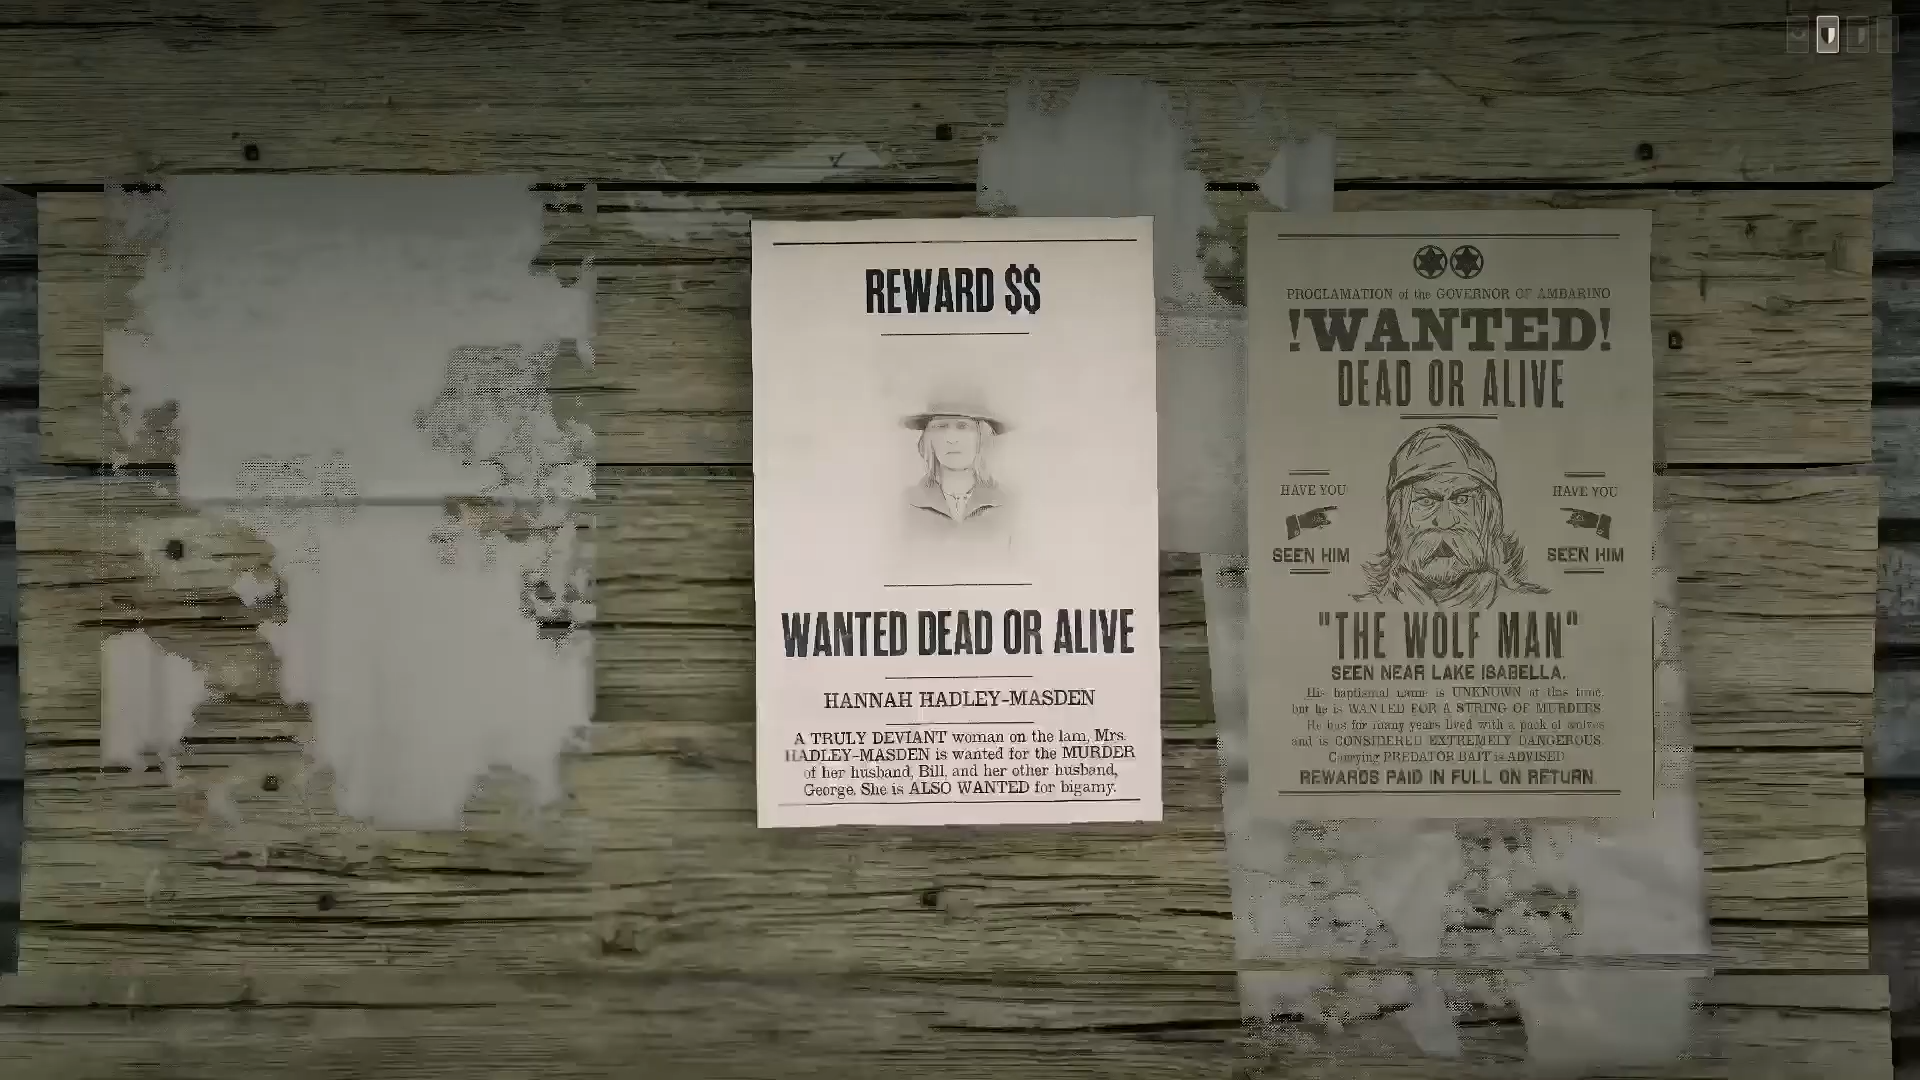 REWARD $$
WANTED DEAD OR ALIVE
HANNAH HADLEY-MASDEN
A TRULY DEVIANT woman on the lam, Mrs.
HADLEY-MASDEN is wanted for the MURDER
of her husband, Bill, and her other husband,
George. She is ALSO WANTED for bigamy.
PROCLAMATION of the GOVERNOR OF AMBARINO
!WANTED!
DEAD OR ALIVE
HAVE YOU
SEEN HIM
HAVE YOU
SEEN HIM
"THE WOLF MAN"
SEEN NEAR LAKE ISABELLA.
His baptismal name is UNKNOWN at this time,
but he is WANTED FOR A STRING OF MURDERS.
He has for many years lived with a pack of wolves
and is CONSIDERED EXTREMELY DANGEROUS.
Carrying PREDATOR BAIT is ADVISED
REWARDS PAID IN FULL ON RETURN.